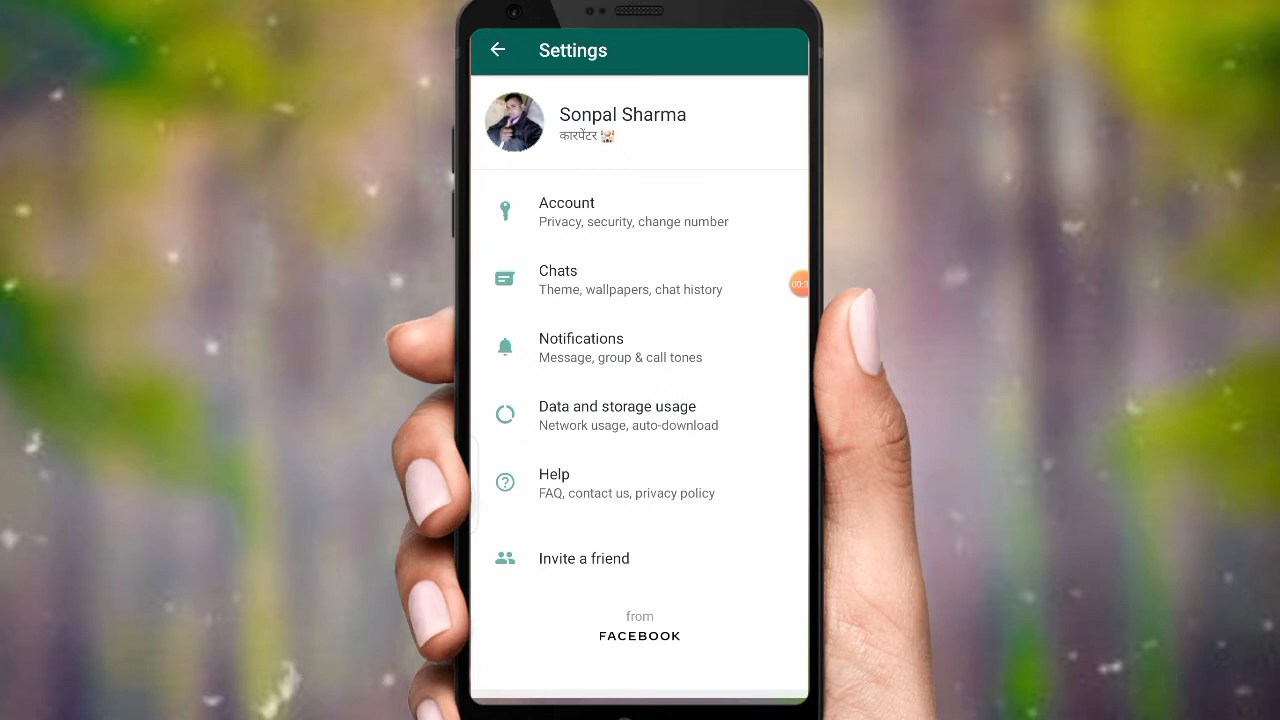 Settings
Sonpal Sharma
कारपेंटर
Account
Privacy, security, change number
Chats
Theme, wallpapers, chat history
Notifications
Message, group & call tones
Data and storage usage
Network usage, auto-download
Help
FAQ, contact us, privacy policy
Invite a friend
from
FACEBOOK